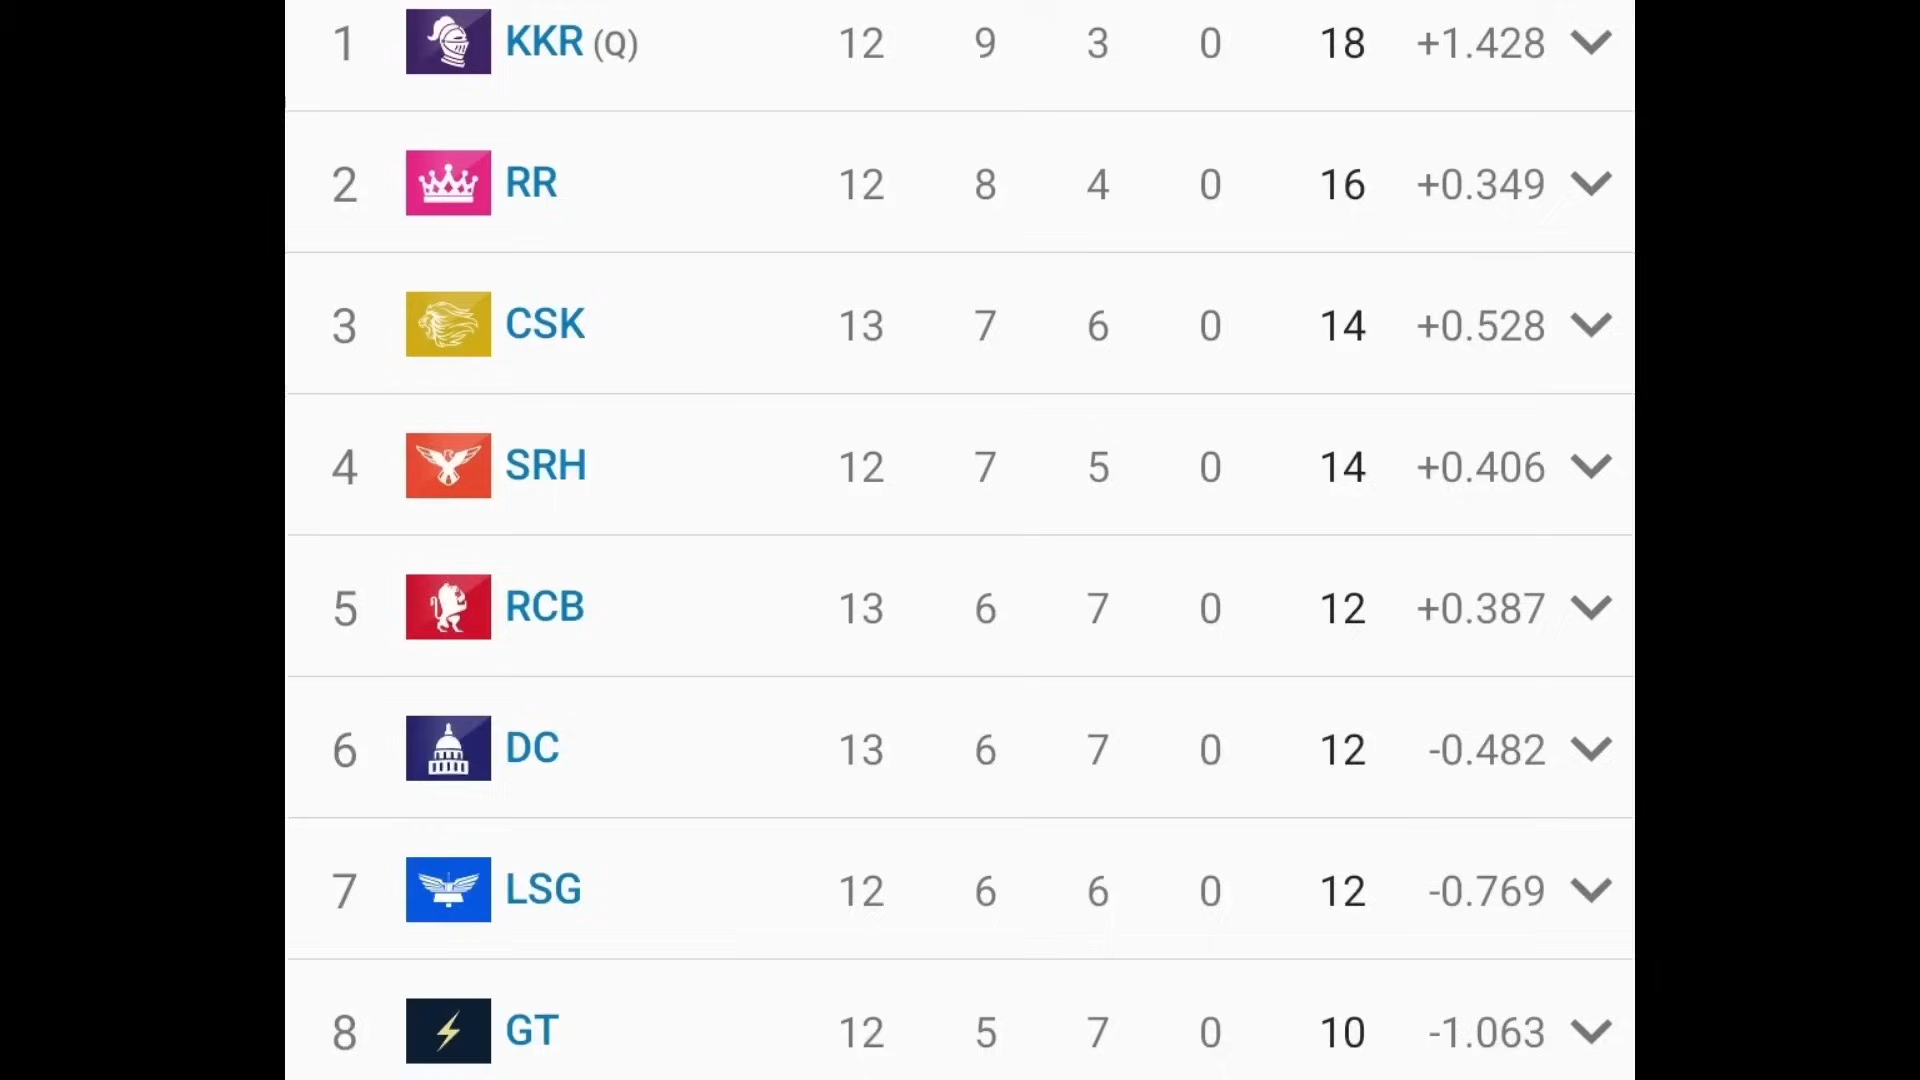 1 KKR (Q) 12 9 3 0 18 +1.428
2 RR 12 8 4 0 16 +0.349
3 CSK 13 7 6 0 14 +0.528
4 SRH 12 7 5 0 14 +0.406
5 RCB 13 6 7 0 12 +0.387
6 DC 13 6 7 0 12 -0.482
7 LSG 12 6 6 0 12 -0.769
8 GT 12 5 7 0 10 -1.063